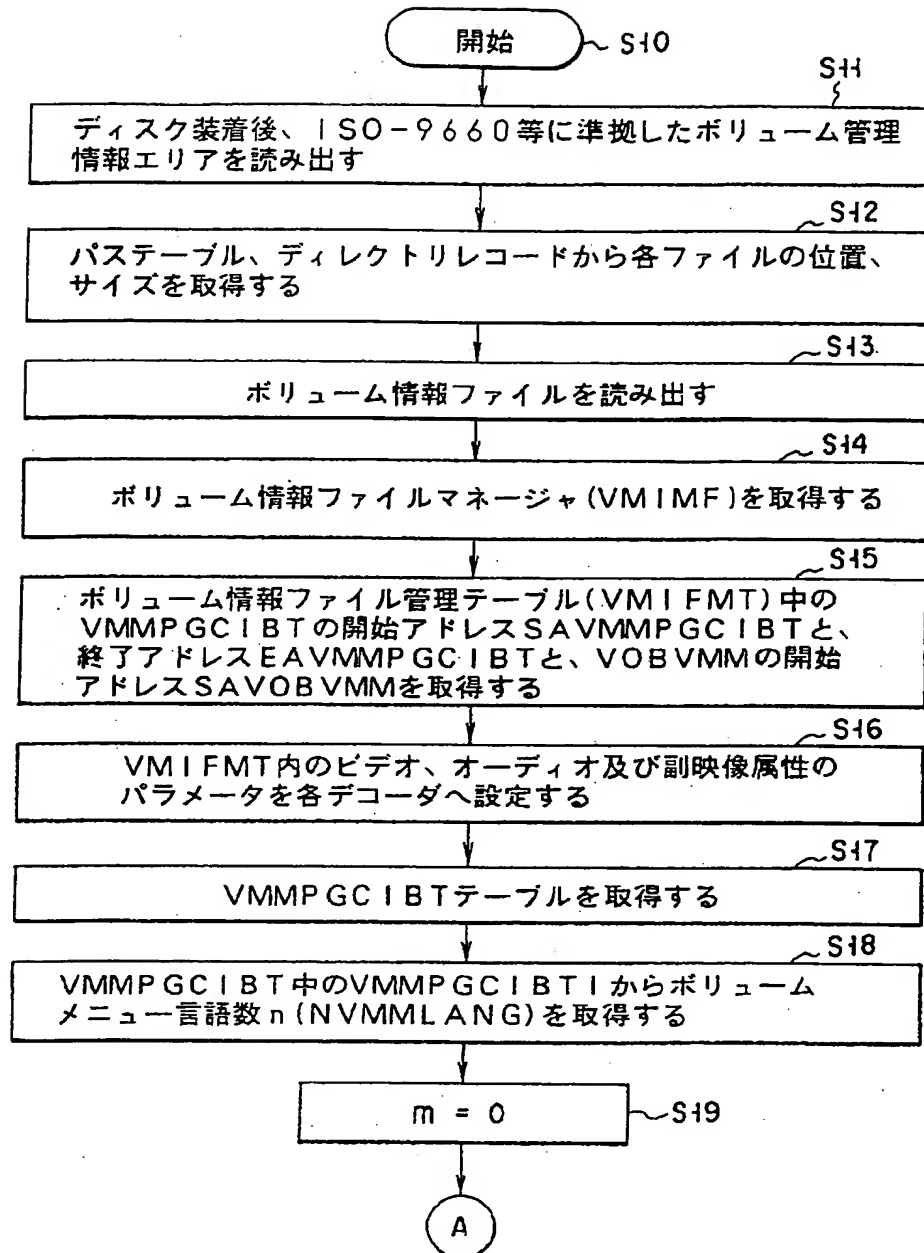 開始
S10
S11
ディスク装着後、ISO-9660等に準拠したボリューム管理
情報エリアを読み出す
S12
パステーブル、ディレクトリレコードから各ファイルの位置、
サイズを取得する
S13
ボリューム情報ファイルを読み出す
S14
ボリューム情報ファイルマネージャ(VMIMF)を取得する
S15
ボリューム情報ファイル管理テーブル(VMIFMT)中の
VMMPGCIBTの開始アドレスSAVMMPGCIBTと、
終了アドレスEAVMMPGCIBTと、VOBVMMの開始
アドレスSAVOBVMMを取得する
S16
VMIFMT内のビデオ、オーディオ及び副映像属性の
パラメータを各デコーダへ設定する
S17
VMMPGCIBTテーブルを取得する
S18
VMMPGCIBT中のVMMPGCIBTIからボリューム
メニュー言語数n(NVMMLANG)を取得する
m = 0
S19
A